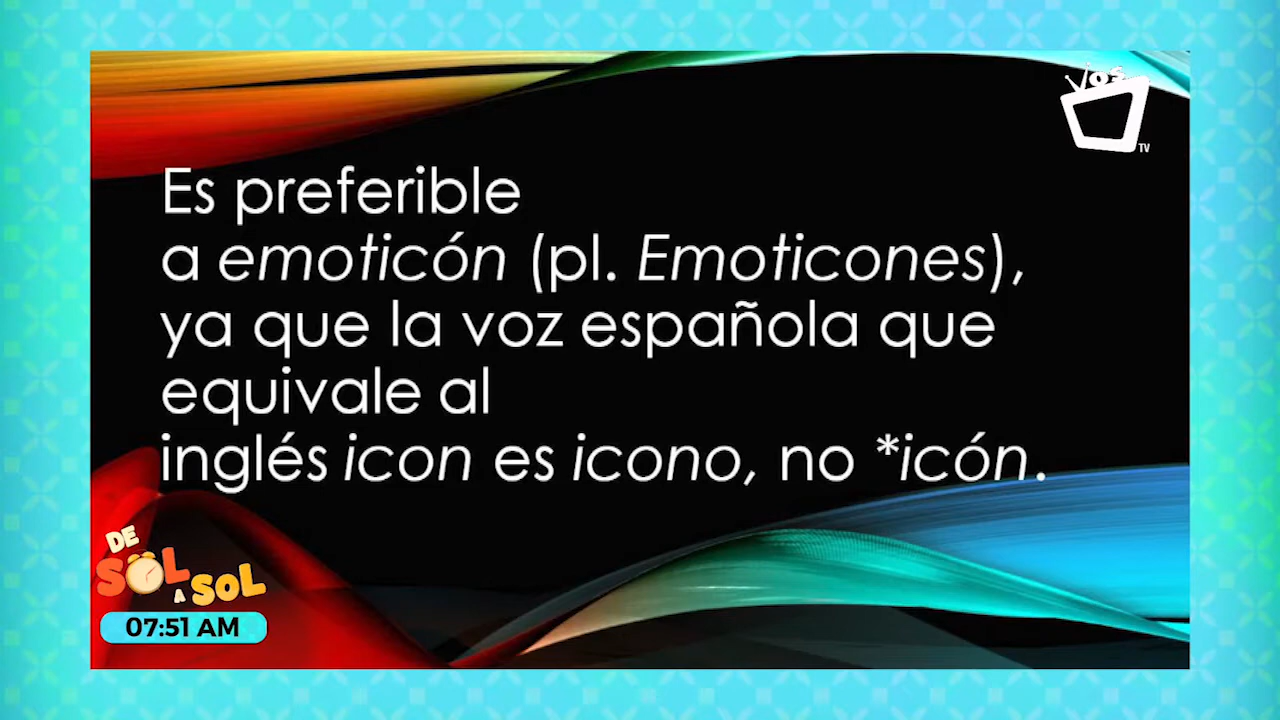 VOS
TV
Es preferible
a emoticón (pl. Emoticones),
ya que la voz española que
equivale al
inglés icon es icono, no *icón.
DE
SOL
A SOL
07:51 AM